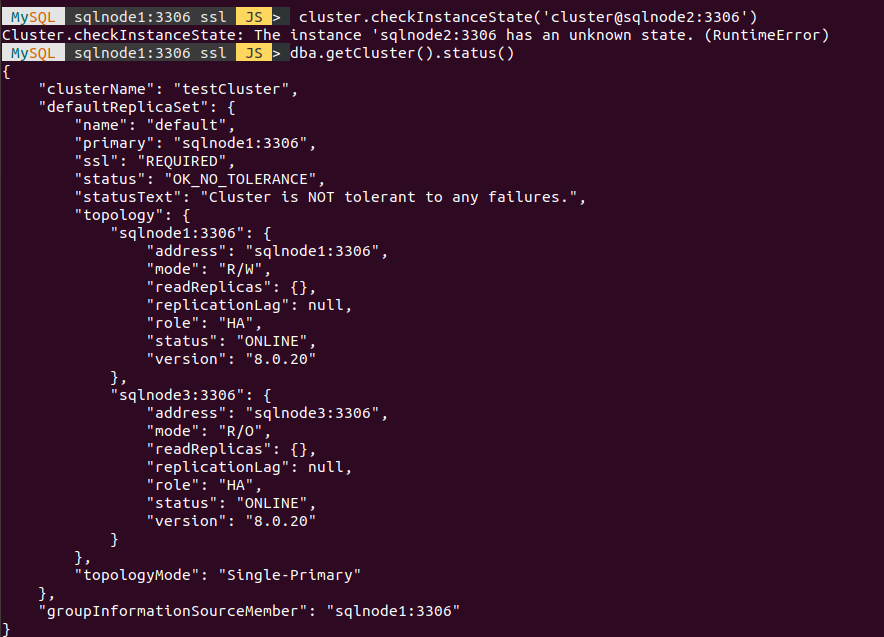 MySQL sqlnode1:3306 ssl JS > cluster.checkInstanceState('cluster@sqlnode2:3306')
Cluster.checkInstanceState: The instance 'sqlnode2:3306 has an unknown state. (RuntimeError)
MySQL sqlnode1:3306 ssl JS > dba.getCluster().status()
{
    "clusterName": "testCluster",
    "defaultReplicaSet": {
        "name": "default",
        "primary": "sqlnode1:3306",
        "ssl": "REQUIRED",
        "status": "OK_NO_TOLERANCE",
        "statusText": "Cluster is NOT tolerant to any failures.",
        "topology": {
            "sqlnode1:3306": {
                "address": "sqlnode1:3306",
                "mode": "R/W",
                "readReplicas": {},
                "replicationLag": null,
                "role": "HA",
                "status": "ONLINE",
                "version": "8.0.20"
            },
            "sqlnode3:3306": {
                "address": "sqlnode3:3306",
                "mode": "R/O",
                "readReplicas": {},
                "replicationLag": null,
                "role": "HA",
                "status": "ONLINE",
                "version": "8.0.20"
            }
        },
        "topologyMode": "Single-Primary"
    },
    "groupInformationSourceMember": "sqlnode1:3306"
}